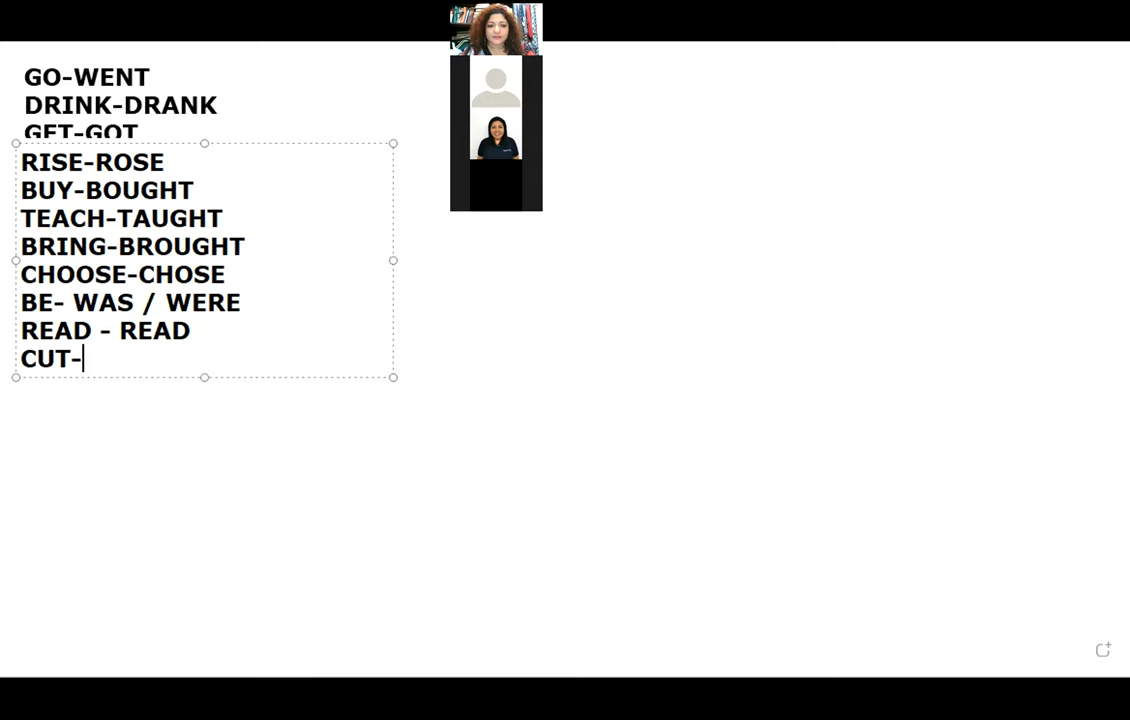 GO-WENT
DRINK-DRANK
GET-GOT
RISE-ROSE
BUY-BOUGHT
TEACH-TAUGHT
BRING-BROUGHT
CHOOSE-CHOSE
BE- WAS / WERE
READ - READ
CUT-